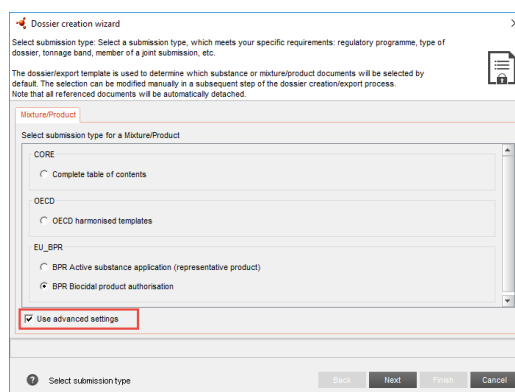 Dossier creation wizard
Select submission type: Select a submission type, which meets your specific requirements: regulatory programme, type of
dossier, tonnage band, member of a joint submission, etc.
The dossier/export template is used to determine which substance or mixture/product documents will be selected by
default. The selection can be modified manually in a subsequent step of the dossier creation/export process.
Note that all referenced documents will be automatically detached.
Mixture/Product
Select submission type for a Mixture/Product
CORE
Complete table of contents
OECD
OECD harmonised templates
EU_BPR
BPR Active substance application (representative product)
BPR Biocidal product authorisation
Use advanced settings
Select submission type
Back Next Finish Cancel